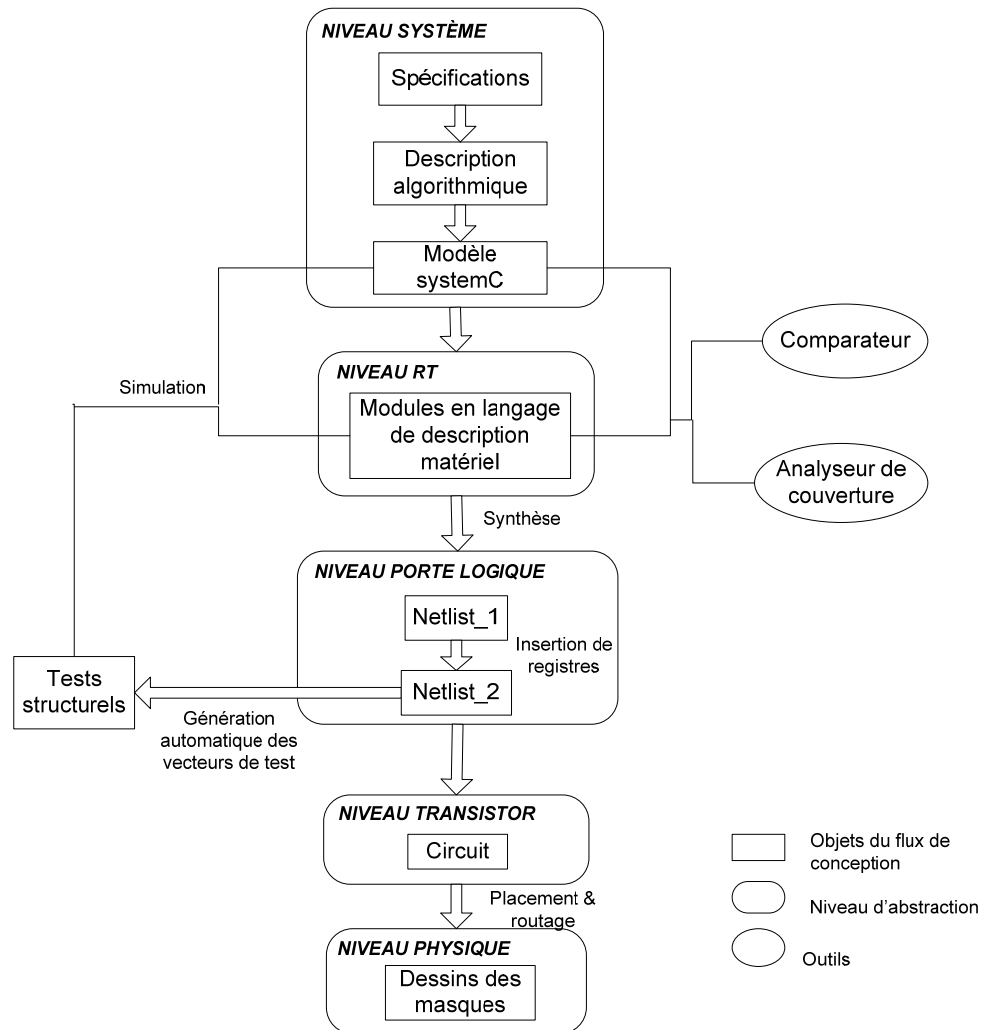 NIVEAU SYSTÈME
Spécifications
Description
algorithmique
Modèle
systemC
Comparateur
NIVEAU RT
Simulation
Modules en langage
de description
matériel
Analyseur de
couverture
Synthèse
NIVEAU PORTE LOGIQUE
Netlist_1
Insertion de
registres
Tests
structurels
Netlist_2
Génération
automatique des
vecteurs de test
NIVEAU TRANSISTOR
Circuit
Objets du flux de
conception
Placement &
routage
Niveau d'abstraction
NIVEAU PHYSIQUE
Outils
Dessins des
masques